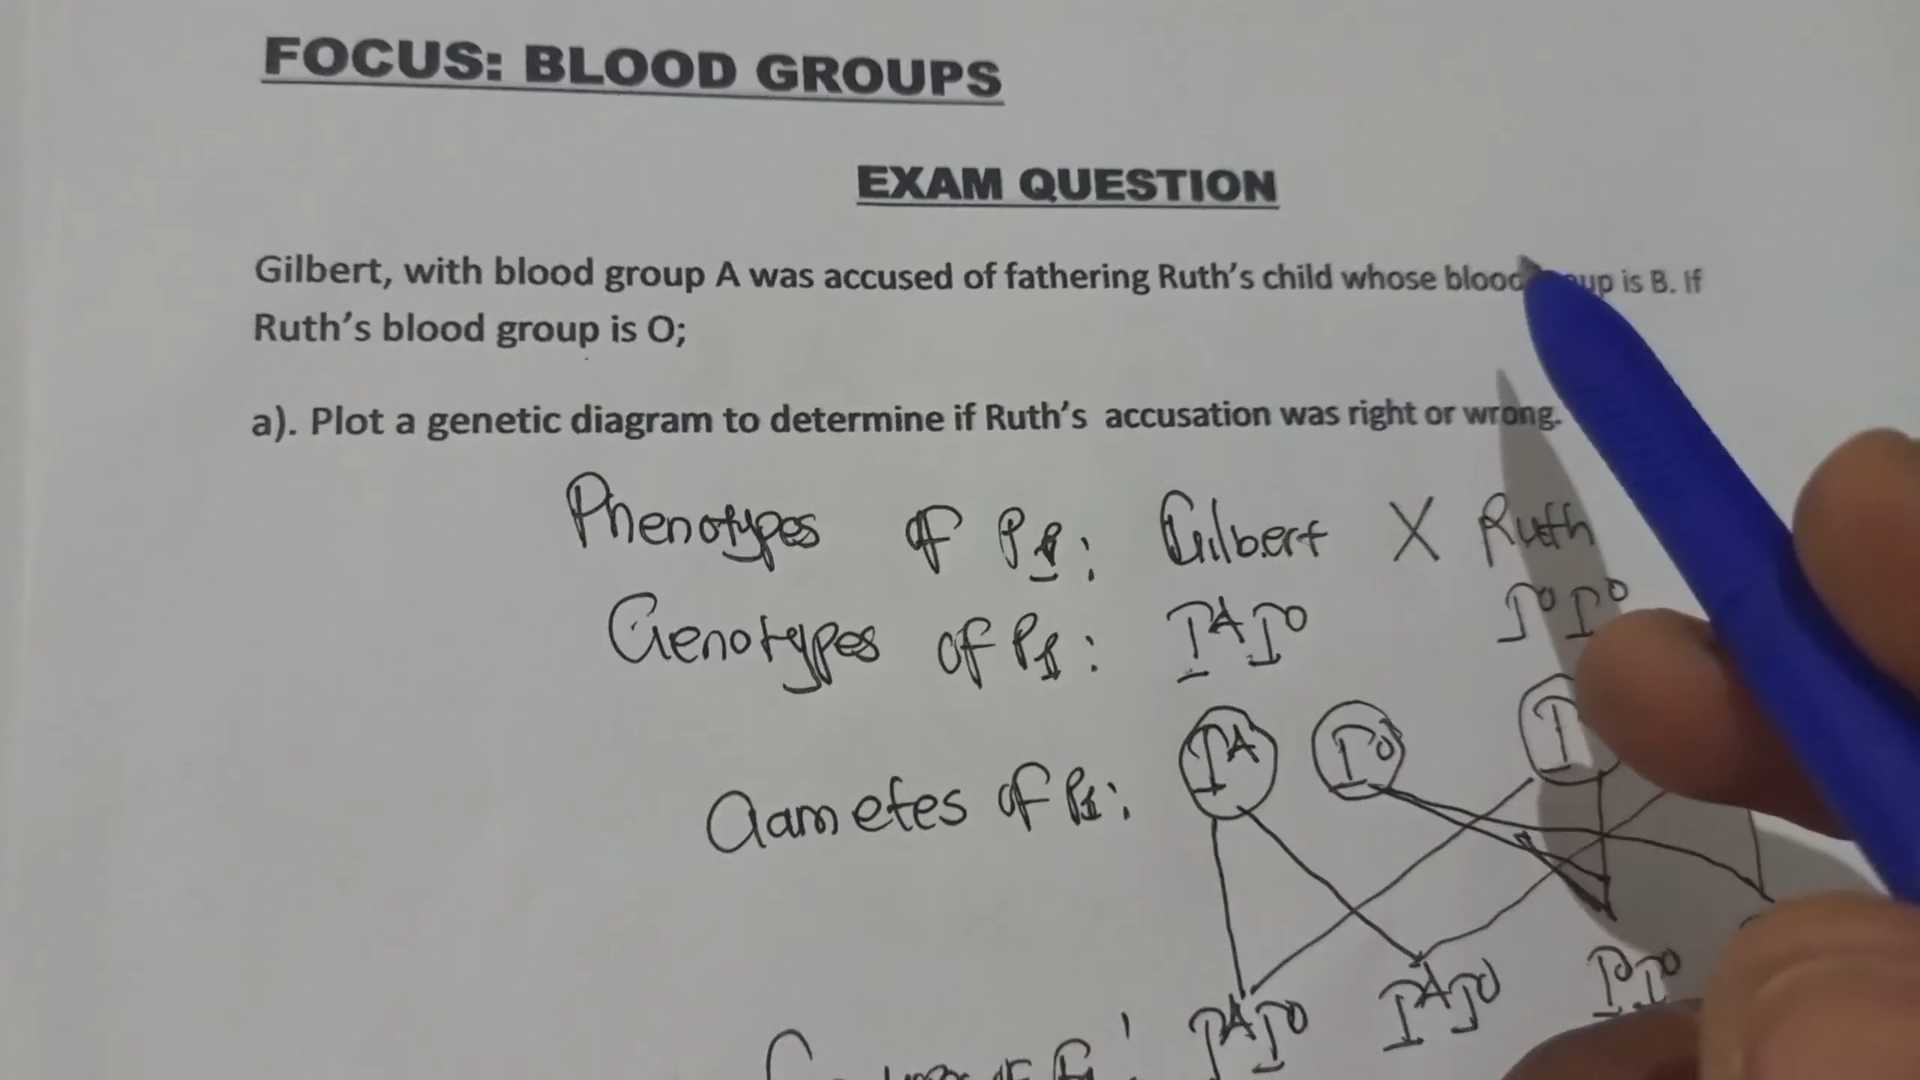 FOCUS: BLOOD GROUPS
EXAM QUESTION
Gilbert, with blood group A was accused of fathering Ruth's child whose blood is B. If
Ruth's blood group is O;
a). Plot a genetic diagram to determine if Ruth's accusation was right or wrong.
Phenotypes of P1: Gilbert X Ruth
Genotypes of P1: IᴬIᴼ IᴼIᴼ
Gametes of P1: Iᴬ Iᴼ I
IᴬIᴼ IᴬIᴼ IᴼIᴼ
of F1: